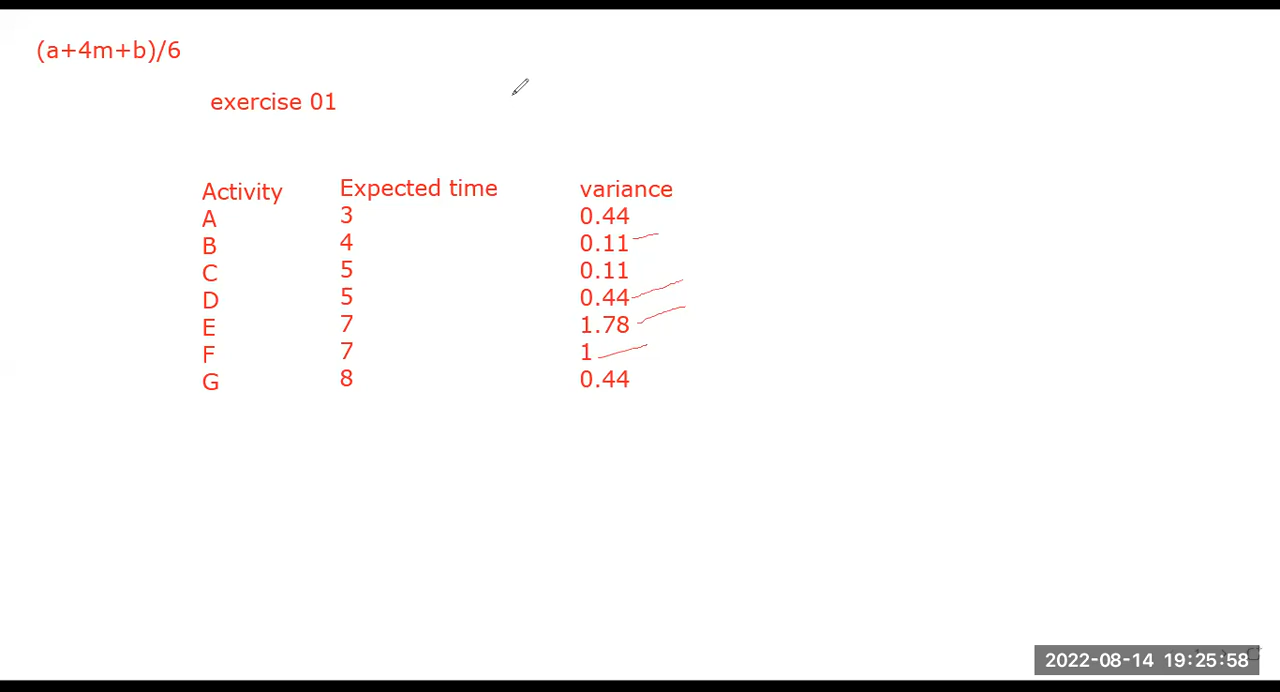 (a+4m+b)/6
exercise 01
Activity Expected time variance
A 3 0.44
B 4 0.11
C 5 0.11
D 5 0.44
E 7 1.78
F 7 1
G 8 0.44
2022-08-14 19:25:58